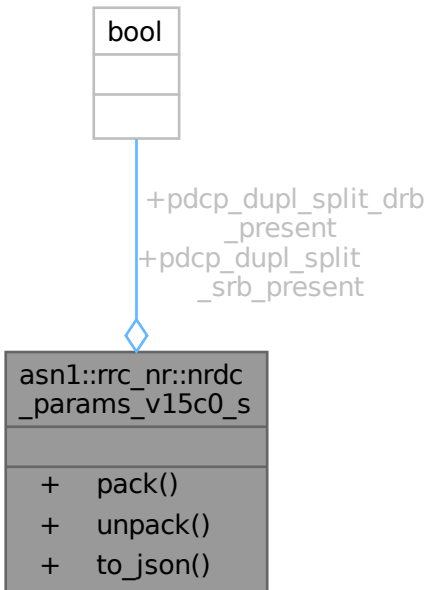 bool
+pdcp_dupl_split_drb
_present
+pdcp_dupl_split
_srb_present
asn1::rrc_nr::nrdc
_params_v15c0_s
+ pack()
+ unpack()
+ to_json()